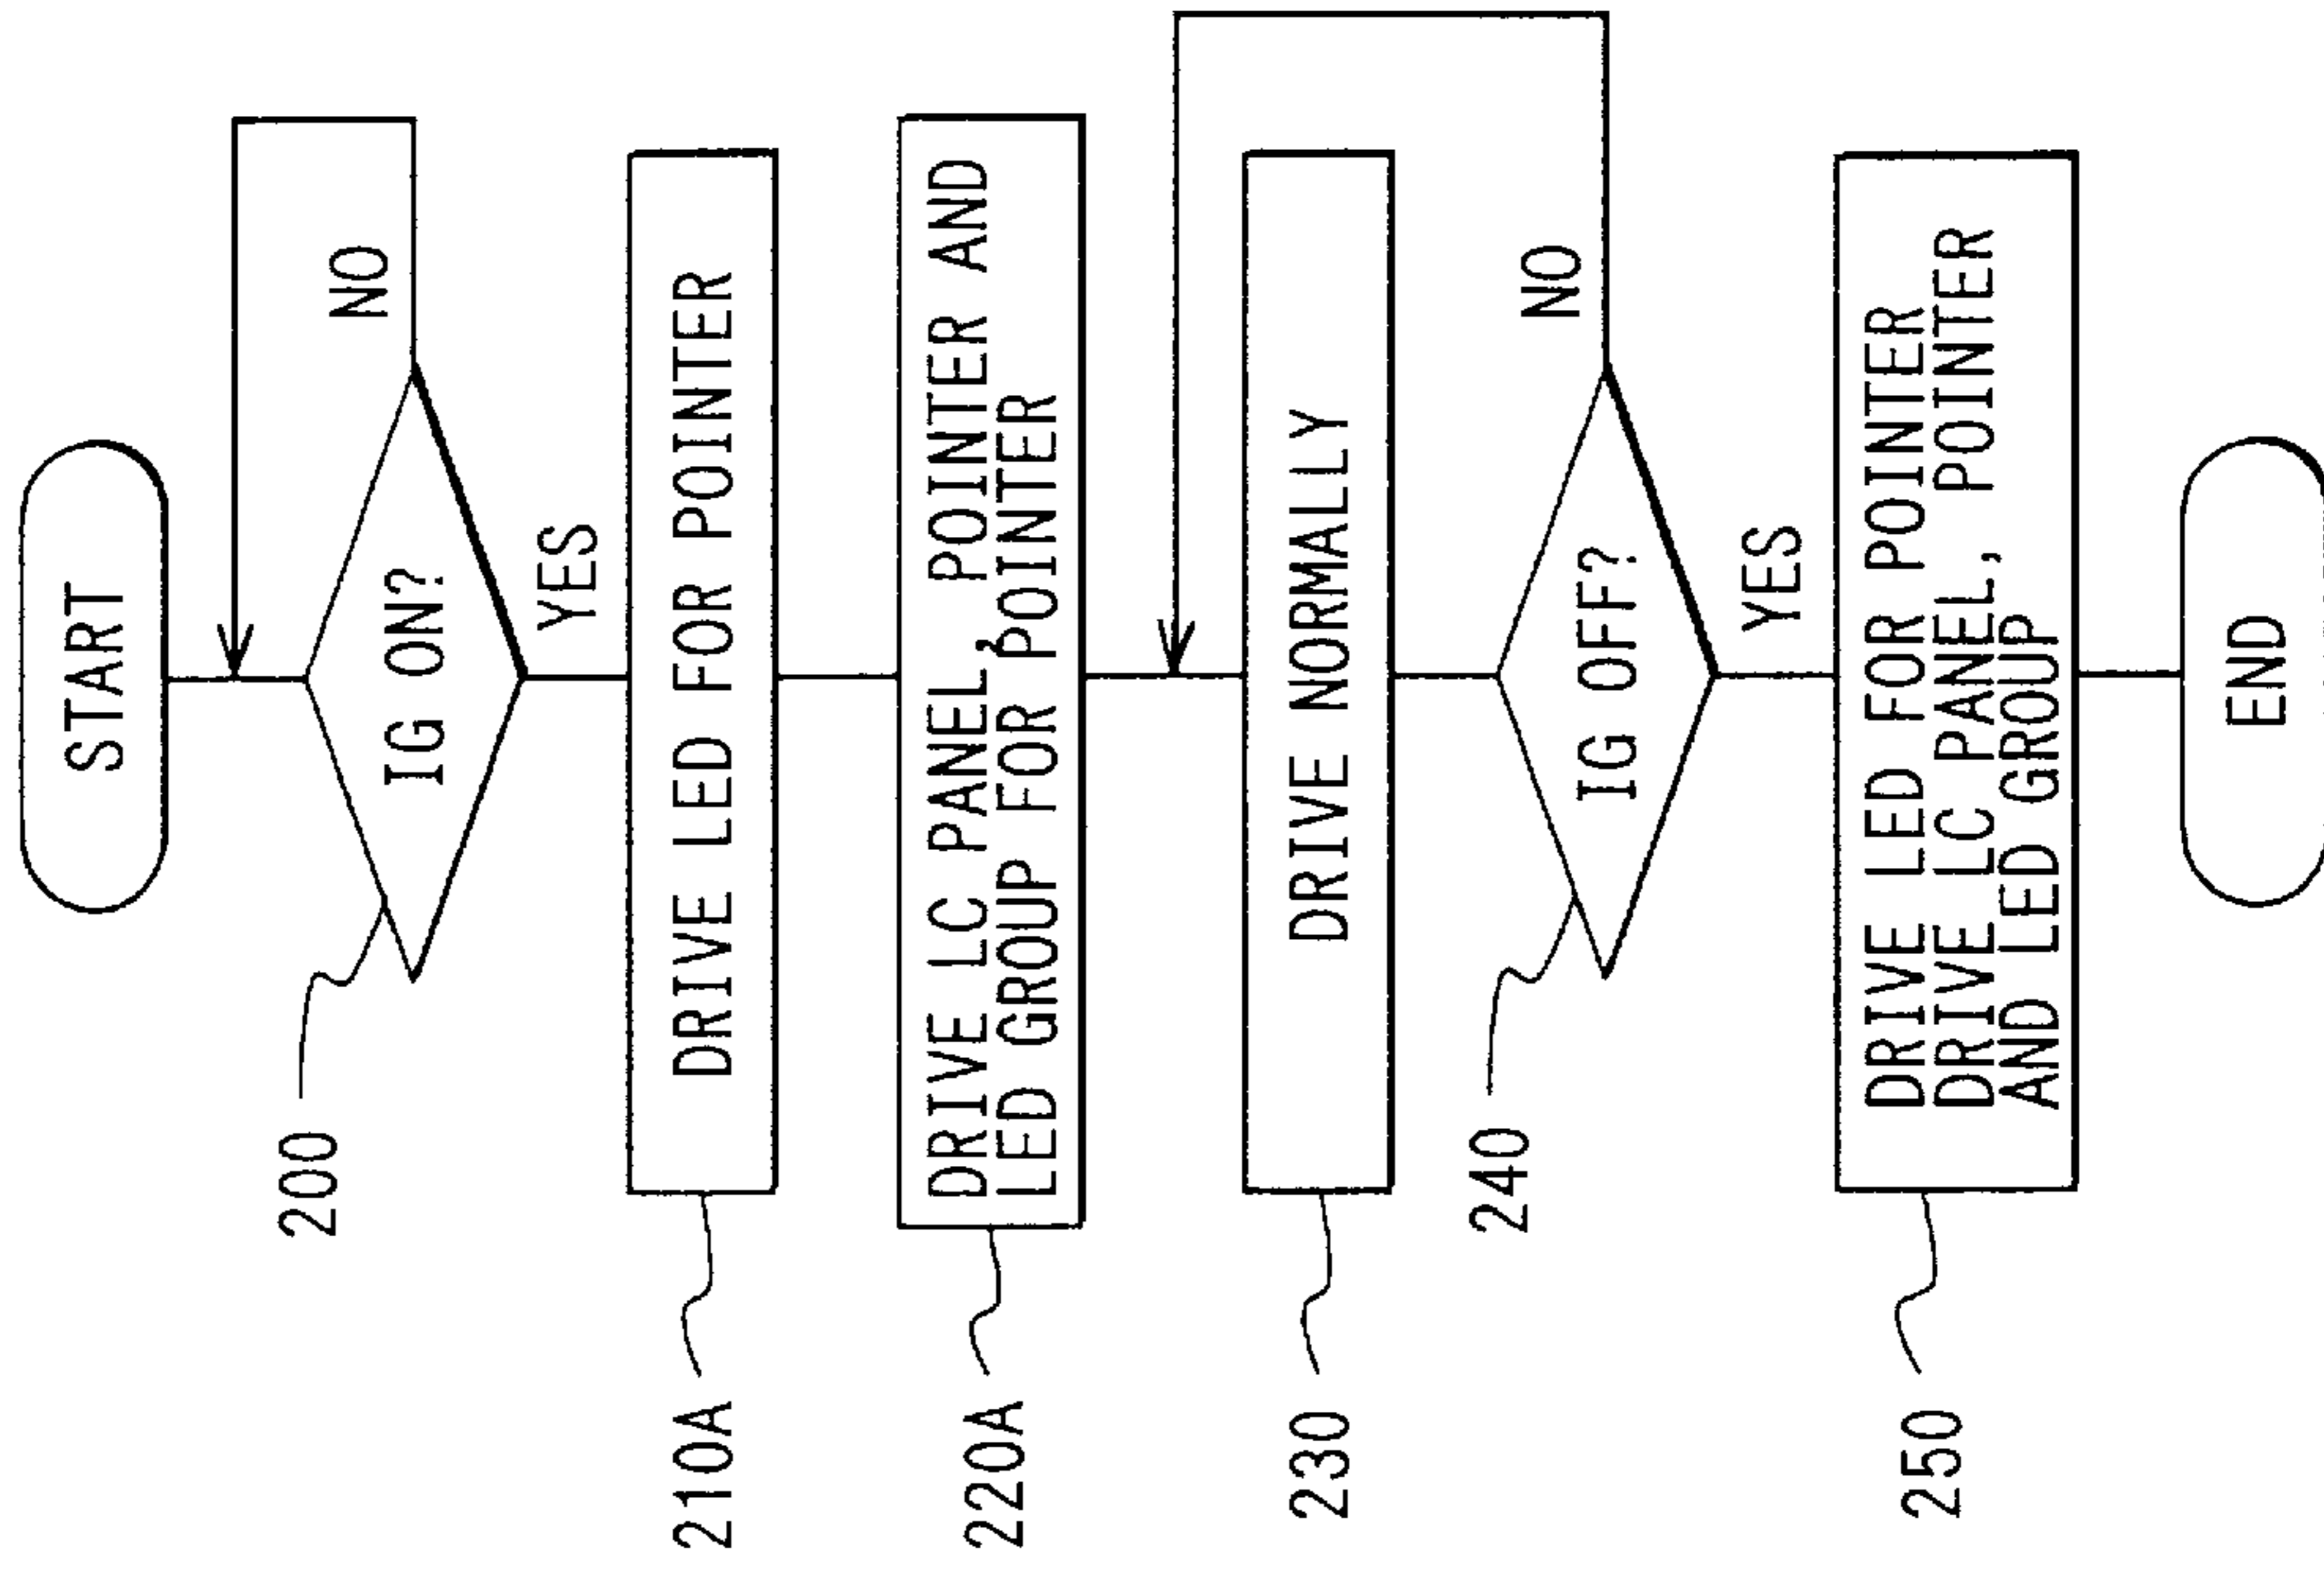 START
200
IG ON?
NO
YES
210A
DRIVE LED FOR POINTER
220A
DRIVE LC PANEL, POINTER AND
LED GROUP FOR POINTER
230
DRIVE NORMALLY
240
IG OFF?
NO
YES
250
DRIVE LED FOR POINTER
DRIVE LC PANEL, POINTER
AND LED GROUP
END